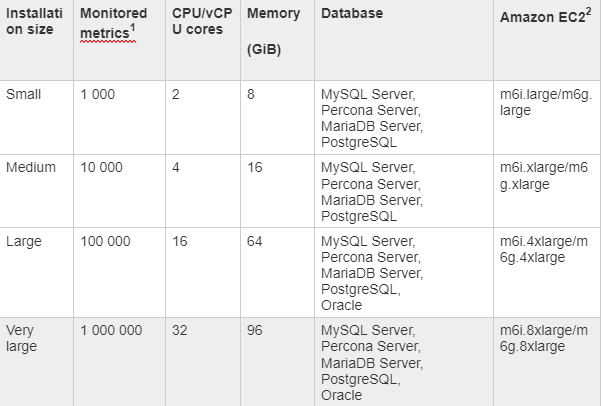 Installati
on size
Monitored
metrics1
CPU/vCP
U cores
Memory
(GiB)
Database
Amazon EC22
Small
1 000
2
8
MySQL Server,
Percona Server,
MariaDB Server,
PostgreSQL
m6i.large/m6g.
large
Medium
10 000
4
16
MySQL Server,
Percona Server,
MariaDB Server,
PostgreSQL
m6i.xlarge/m6
g.xlarge
Large
100 000
16
64
MySQL Server,
Percona Server,
MariaDB Server,
PostgreSQL,
Oracle
m6i.4xlarge/m
6g.4xlarge
Very
large
1 000 000
32
96
MySQL Server,
Percona Server,
MariaDB Server,
PostgreSQL,
Oracle
m6i.8xlarge/m
6g.8xlarge